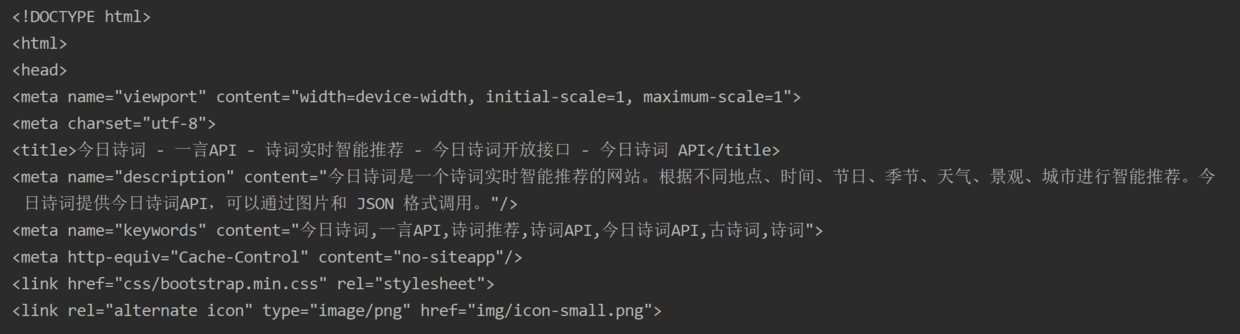 <!DOCTYPE html>
<html>
<head>
<meta name="viewport" content="width=device-width, initial-scale=1, maximum-scale=1">
<meta charset="utf-8">
<title>今日诗词 - 一言API - 诗词实时智能推荐 - 今日诗词开放接口 - 今日诗词 API</title>
<meta name="description" content="今日诗词是一个诗词实时智能推荐的网站。根据不同地点、时间、节日、季节、天气、景观、城市进行智能推荐。今
日诗词提供今日诗词API，可以通过图片和 JSON 格式调用。"/>
<meta name="keywords" content="今日诗词,一言API,诗词推荐,诗词API,今日诗词API,古诗词,诗词">
<meta http-equiv="Cache-Control" content="no-siteapp"/>
<link href="css/bootstrap.min.css" rel="stylesheet">
<link rel="alternate icon" type="image/png" href="img/icon-small.png">